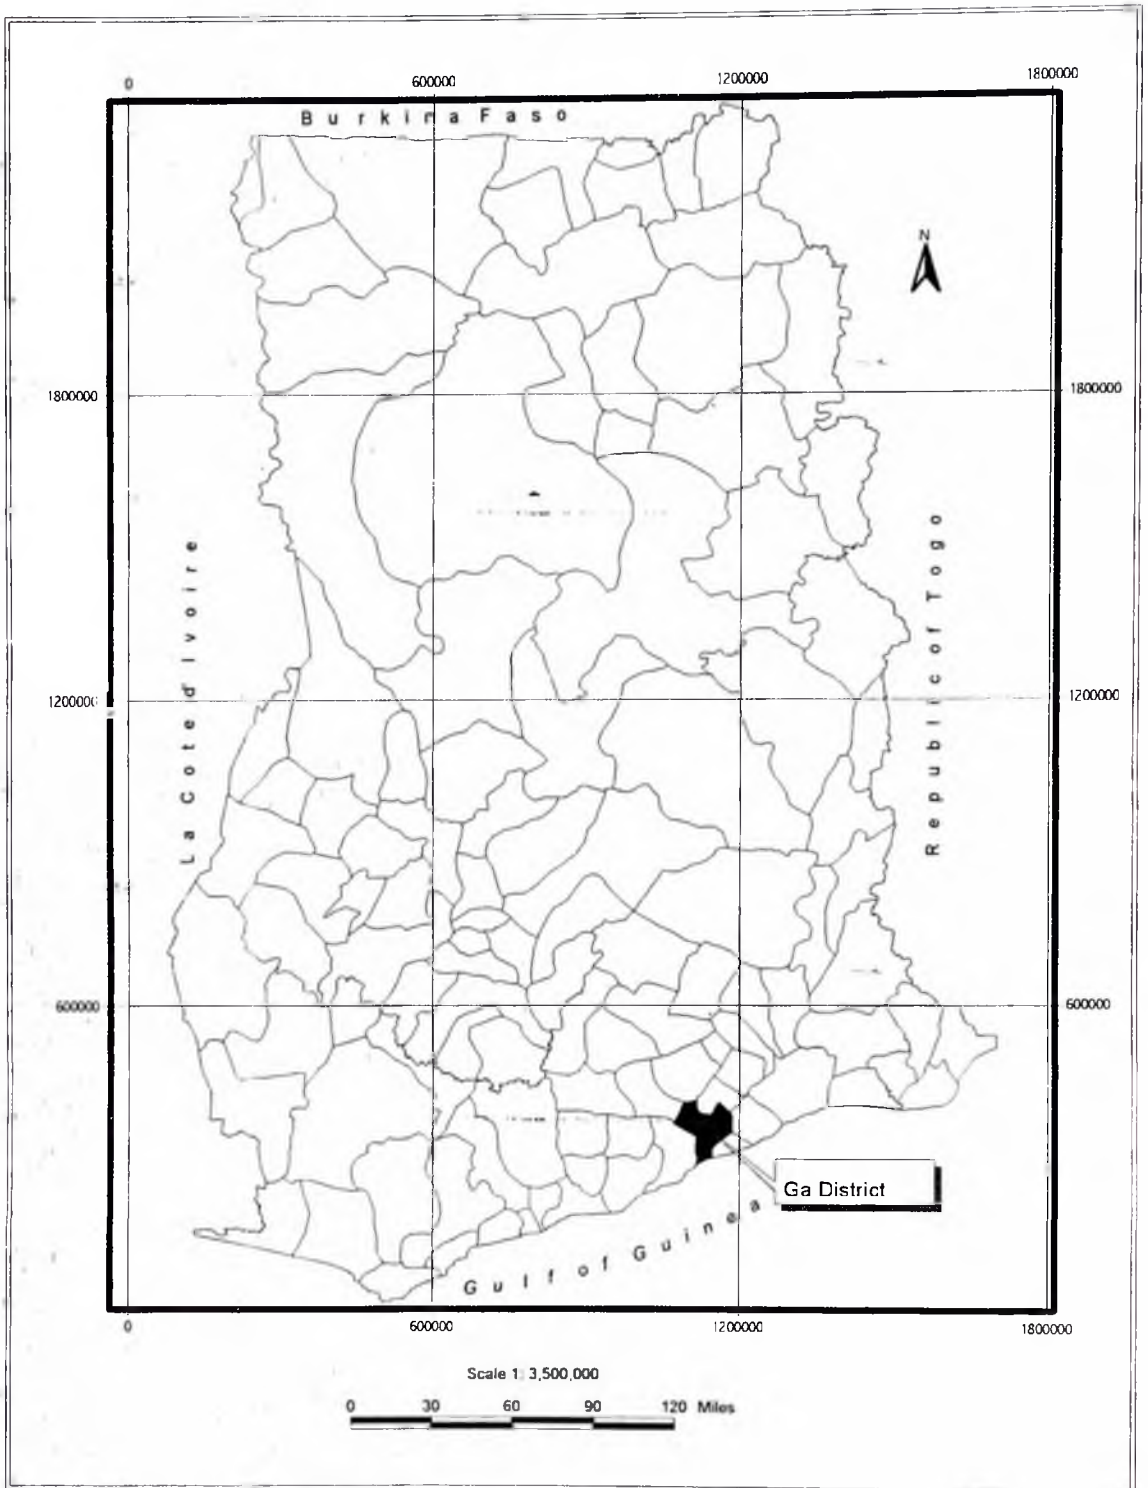 0 600000 1200000 1800000
Burkina Faso
N
1800000 1800000
La Cote d'Ivoire
Republic of Togo
1200000 1200000
600000 600000
Ga District
Gulf of Guinea
0 600000 1200000 1800000
Scale 1: 3,500,000
0 30 60 90 120 Miles